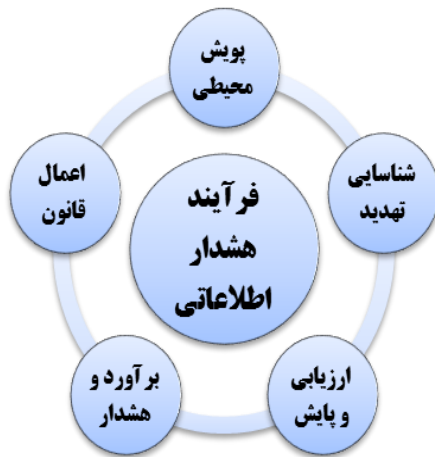 پویش
محیطی
شناسایی
تهدید
ارزیابی
و پایش
برآورد و
هشدار
اعمال
قانون
فرآیند
هشدار
اطلاعاتی